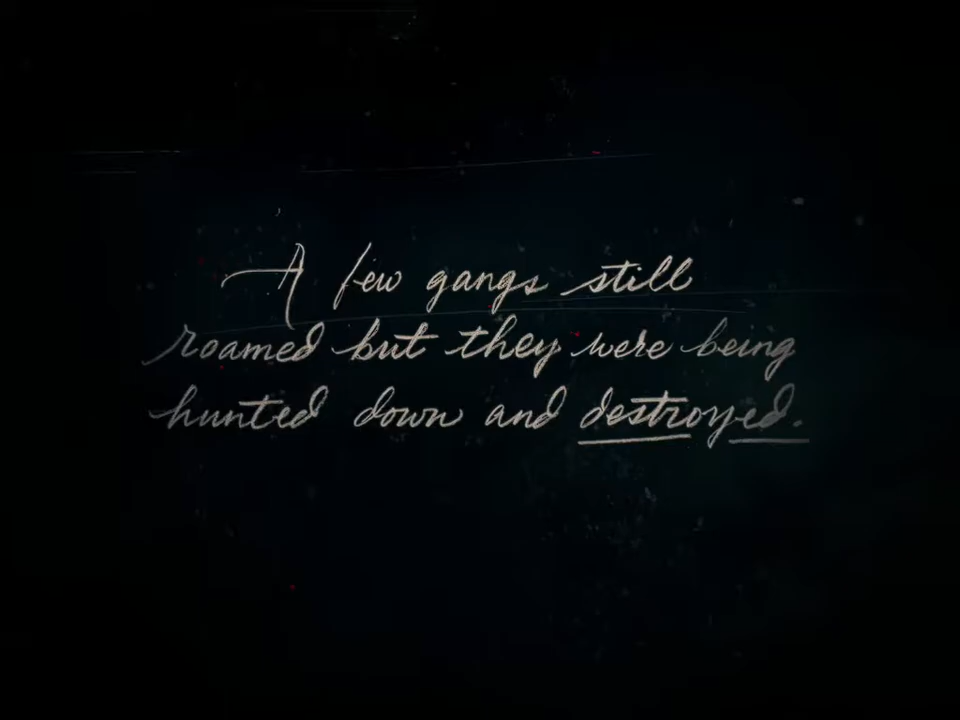 A few gangs still
roamed but they were being
hunted down and destroyed.